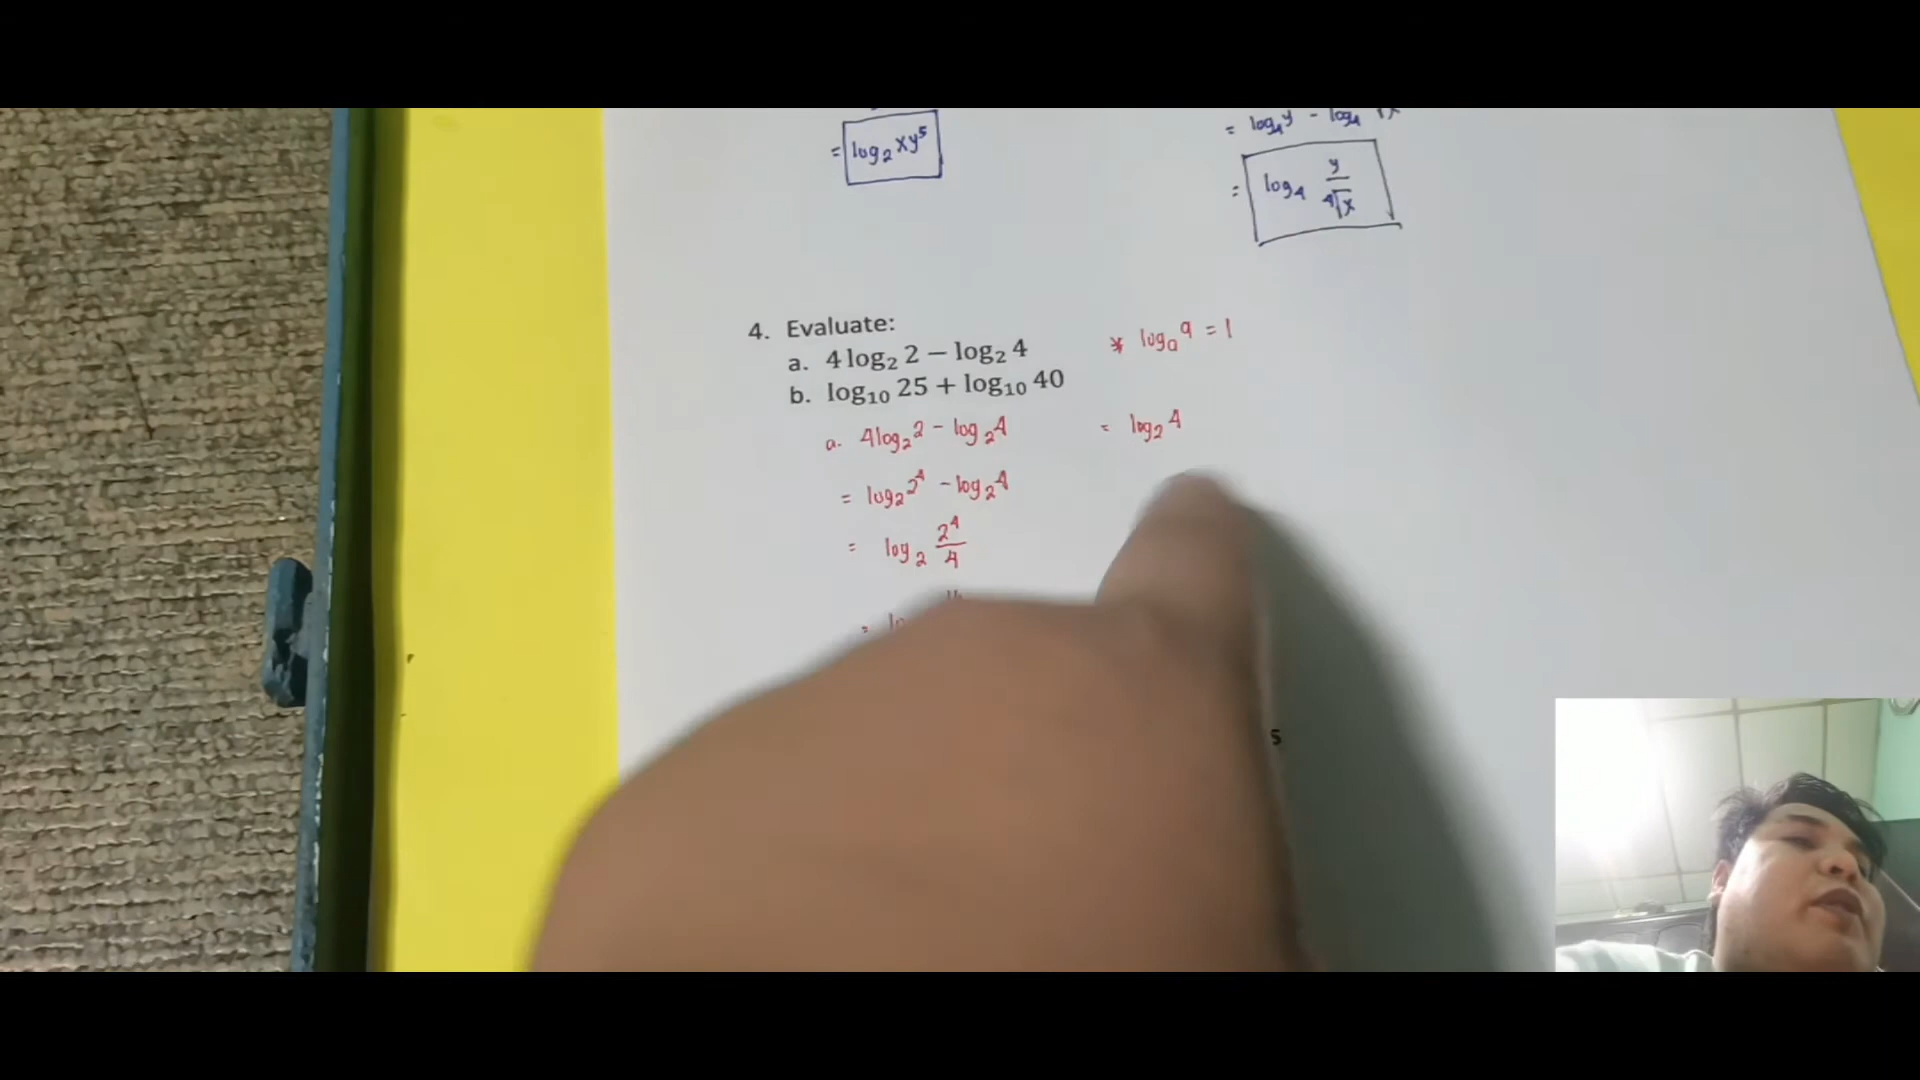 = log₂ xy⁵
= log₄ y - log₄
= log₄ y/⁴√x
4. Evaluate:
a. 4 log₂ 2 − log₂ 4
b. log₁₀ 25 + log₁₀ 40
* logₐ a = 1
a. 4log₂ 2 - log₂ 4
= log₂ 2⁴ - log₂ 4
= log₂ 2⁴/4
= log₂ 4
5